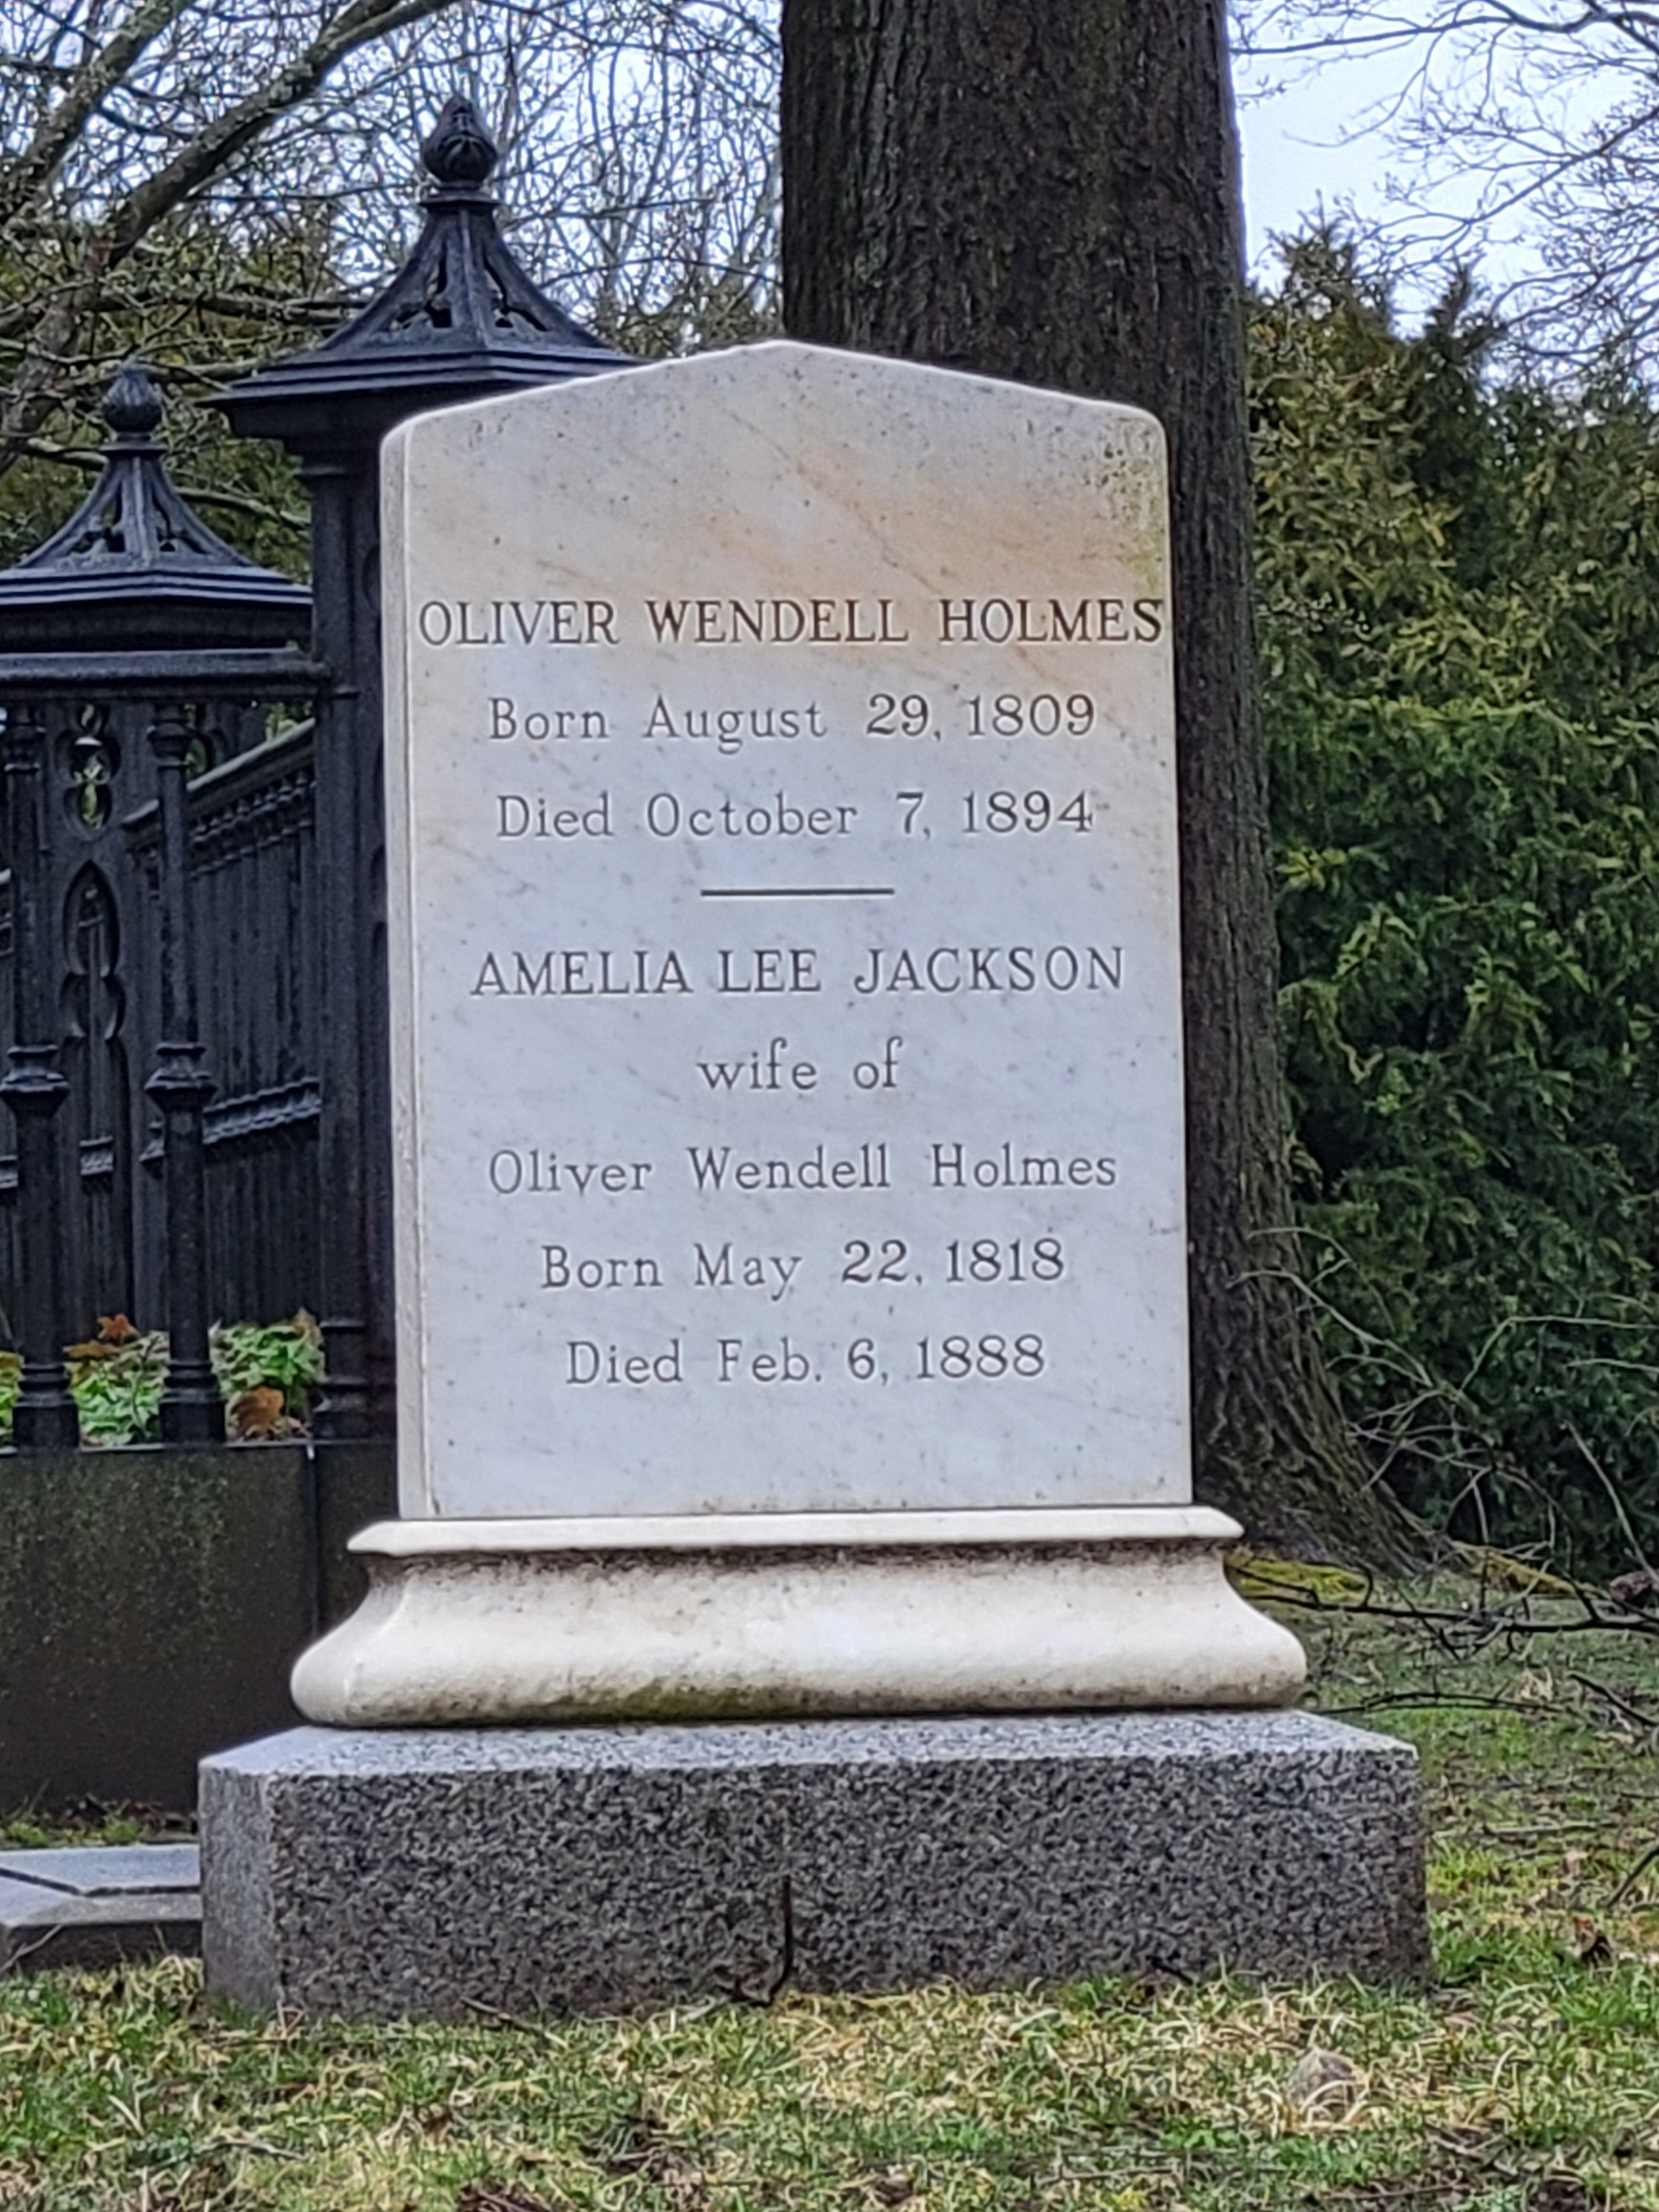 OLIVER WENDELL HOLMES
Born August 29, 1809
Died October 7, 1894
AMELIA LEE JACKSON
wife of
Oliver Wendell Holmes
Born May 22, 1818
Died Feb. 6, 1888